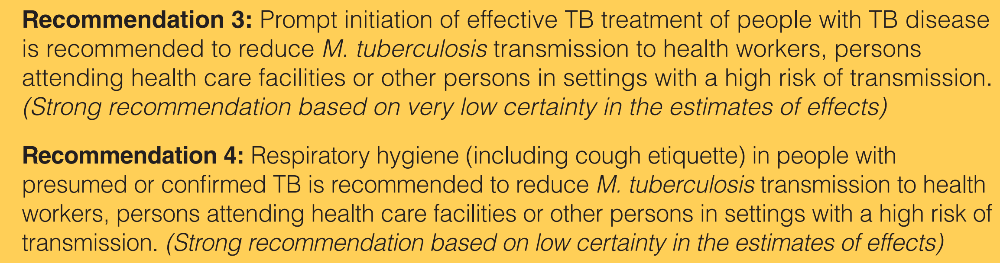 Recommendation 3: Prompt initiation of effective TB treatment of people with TB disease
is recommended to reduce M. tuberculosis transmission to health workers, persons
attending health care facilities or other persons in settings with a high risk of transmission.
(Strong recommendation based on very low certainty in the estimates of effects)
Recommendation 4: Respiratory hygiene (including cough etiquette) in people with
presumed or confirmed TB is recommended to reduce M. tuberculosis transmission to health
workers, persons attending health care facilities or other persons in settings with a high risk of
transmission. (Strong recommendation based on low certainty in the estimates of effects)